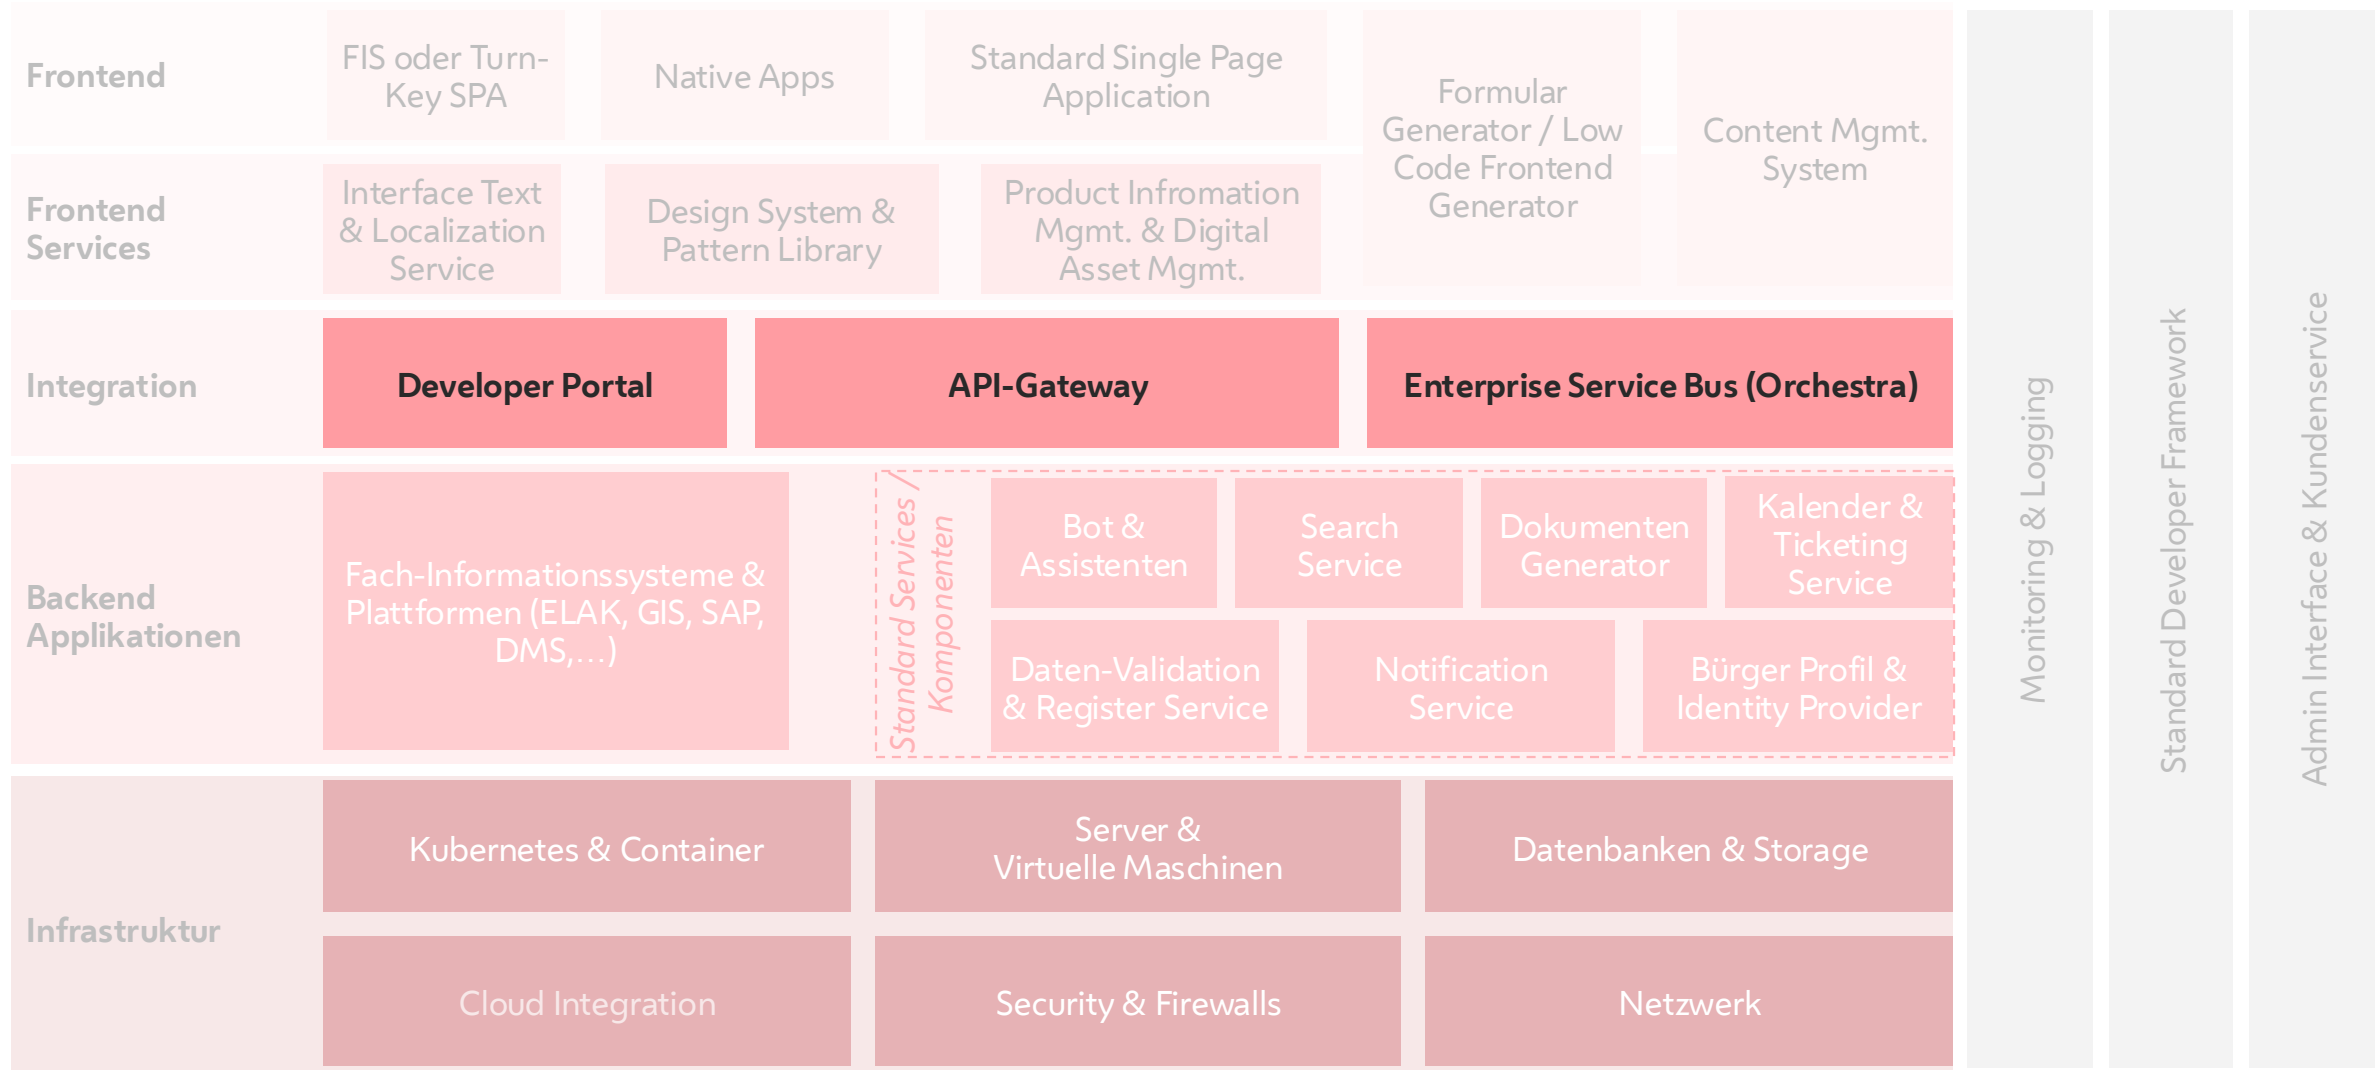 Frontend
FIS oder Turn-
Key SPA
Native Apps
Standard Single Page
Application
Formular
Generator / Low
Code Frontend
Generator
Content Mgmt.
System
Frontend
Services
Interface Text
& Localization
Service
Design System &
Pattern Library
Product Infromation
Mgmt. & Digital
Asset Mgmt.
Integration
Developer Portal
API-Gateway
Enterprise Service Bus (Orchestra)
Backend
Applikationen
Fach-Informationssysteme &
Plattformen (ELAK, GIS, SAP,
DMS,...)
Standard Services /
Komponenten
Bot &
Assistenten
Search
Service
Dokumenten
Generator
Kalender &
Ticketing
Service
Daten-Validation
& Register Service
Notification
Service
Bürger Profil &
Identity Provider
Infrastruktur
Kubernetes & Container
Server &
Virtuelle Maschinen
Datenbanken & Storage
Cloud Integration
Security & Firewalls
Netzwerk
Monitoring & Logging
Standard Developer Framework
Admin Interface & Kundenservice